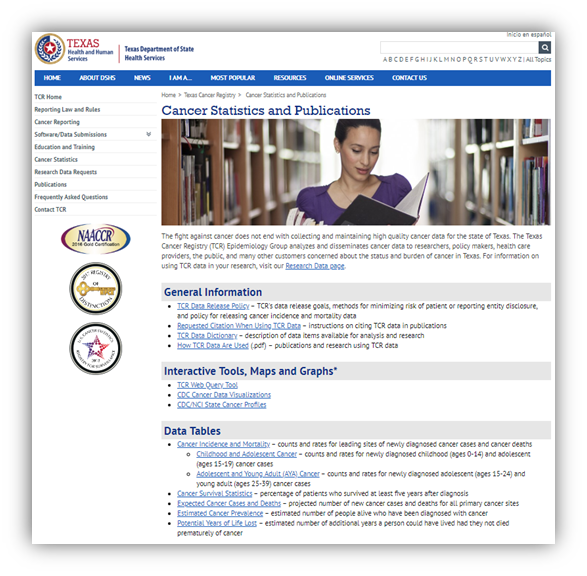 Inicio en español
TEXAS
Health and Human
Services
Texas Department of State
Health Services
A B C D E F G H I J K L M N O P Q R S T U V W X Y Z | All Topics
HOME ABOUT DSHS NEWS I AM A... MOST POPULAR RESOURCES ONLINE SERVICES CONTACT US
TCR Home
Reporting Law and Rules
Cancer Reporting
Software/Data Submissions
Education and Training
Cancer Statistics
Research Data Requests
Publications
Frequently Asked Questions
Contact TCR
NAACCR
2016 Gold Certification
REGISTRY
OF
DISTINCTION
Home > Texas Cancer Registry > Cancer Statistics and Publications
Cancer Statistics and Publications
The fight against cancer does not end with collecting and maintaining high quality cancer data for the state of Texas. The Texas
Cancer Registry (TCR) Epidemiology Group analyzes and disseminates cancer data to researchers, policy makers, health care
providers, the public, and many other customers concerned about the status and burden of cancer in Texas. For information on
using TCR data in your research, visit our Research Data page.
General Information
• TCR Data Release Policy – TCR's data release goals, methods for minimizing risk of patient or reporting entity disclosure,
and policy for releasing cancer incidence and mortality data
• Requested Citation When Using TCR Data – instructions on citing TCR data in publications
• TCR Data Dictionary – description of data items available for analysis and research
• How TCR Data Are Used (.pdf) – publications and research using TCR data
Interactive Tools, Maps and Graphs*
• TCR Web Query Tool
• CDC Cancer Data Visualizations
• CDC/NCI State Cancer Profiles
Data Tables
• Cancer Incidence and Mortality – counts and rates for leading sites of newly diagnosed cancer cases and cancer deaths
○ Childhood and Adolescent Cancer – counts and rates for newly diagnosed childhood (ages 0-14) and adolescent
(ages 15-19) cancer cases
○ Adolescent and Young Adult (AYA) Cancer – counts and rates for newly diagnosed adolescent (ages 15-24) and
young adult (ages 25-39) cancer cases
• Cancer Survival Statistics – percentage of patients who survived at least five years after diagnosis
• Expected Cancer Cases and Deaths – projected number of new cancer cases and deaths for all primary cancer sites
• Estimated Cancer Prevalence – estimated number of people alive who have been diagnosed with cancer
• Potential Years of Life Lost – estimated number of additional years a person could have lived had they not died
prematurely of cancer